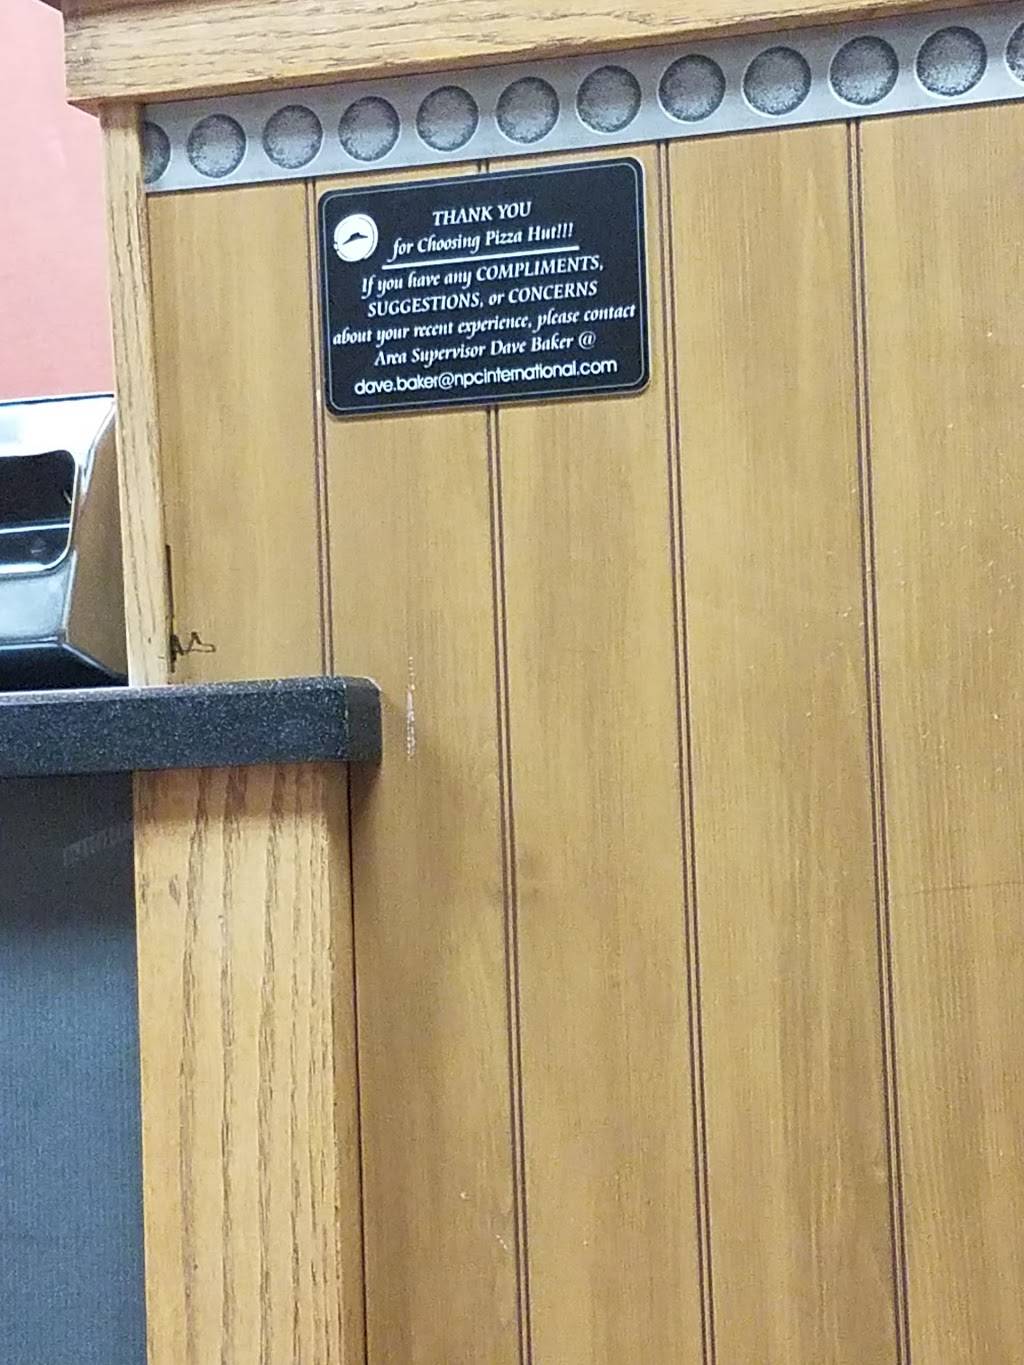 THANK YOU
for Choosing Pizza Hut!!!
If you have any COMPLIMENTS,
SUGGESTIONS, or CONCERNS
about your recent experience, please contact
Area Supervisor Dave Baker @
dave.baker@npcinternational.com